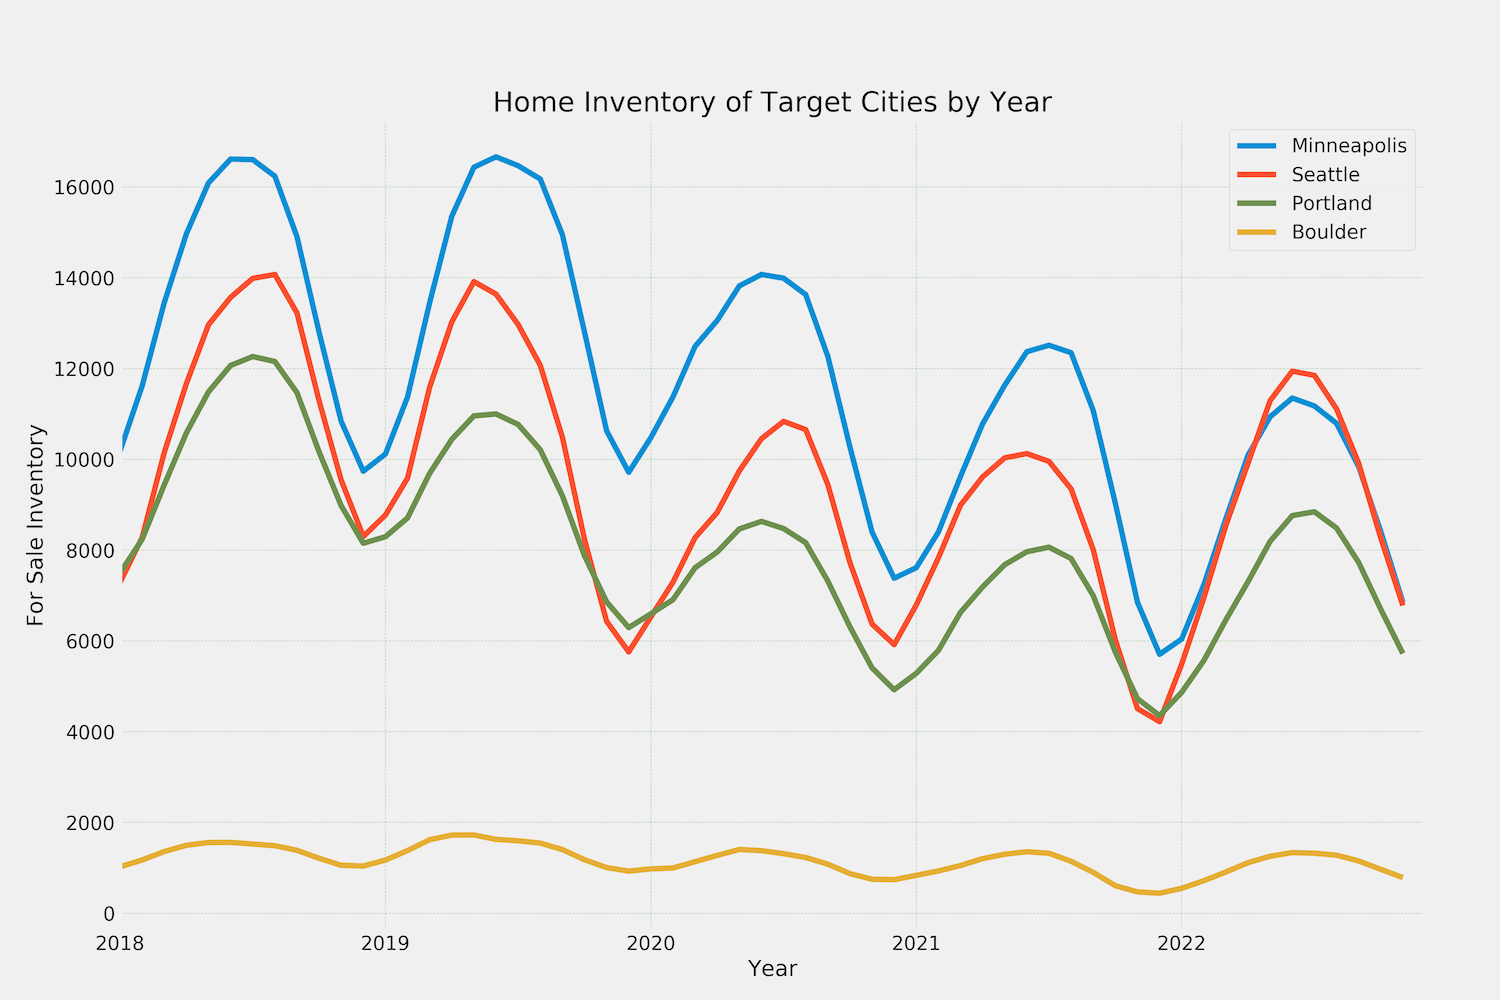 Home Inventory of Target Cities by Year
Minneapolis
Seattle
Portland
Boulder
For Sale Inventory
16000
14000
12000
10000
8000
6000
4000
2000
0
2018 2019 2020 2021 2022
Year